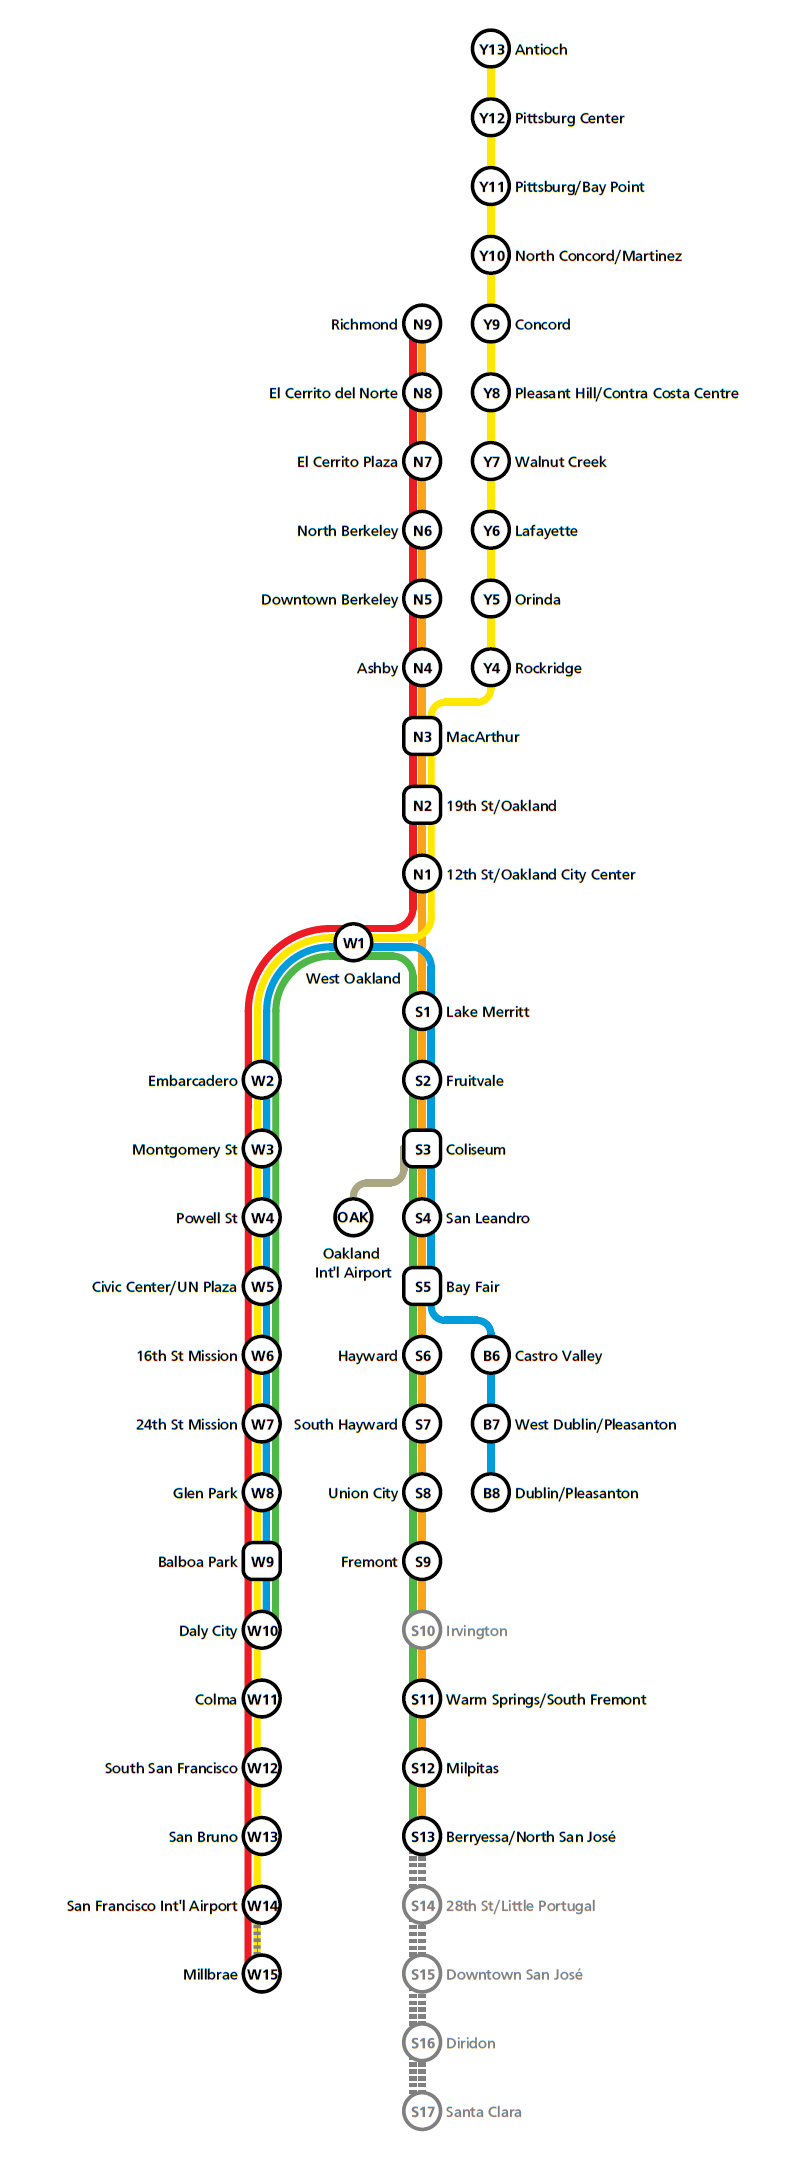 Y13 Antioch
Y12 Pittsburg Center
Y11 Pittsburg/Bay Point
Y10 North Concord/Martinez
Richmond N9 Y9 Concord
El Cerrito del Norte N8 Y8 Pleasant Hill/Contra Costa Centre
El Cerrito Plaza N7 Y7 Walnut Creek
North Berkeley N6 Y6 Lafayette
Downtown Berkeley N5 Y5 Orinda
Ashby N4 Y4 Rockridge
N3 MacArthur
N2 19th St/Oakland
N1 12th St/Oakland City Center
W1
West Oakland
S1 Lake Merritt
Embarcadero W2 S2 Fruitvale
Montgomery St W3 S3 Coliseum
Powell St W4 OAK S4 San Leandro
Oakland
Int'l Airport
Civic Center/UN Plaza W5 S5 Bay Fair
16th St Mission W6 Hayward S6 B6 Castro Valley
24th St Mission W7 South Hayward S7 B7 West Dublin/Pleasanton
Glen Park W8 Union City S8 B8 Dublin/Pleasanton
Balboa Park W9 Fremont S9
Daly City W10 S10 Irvington
Colma W11 S11 Warm Springs/South Fremont
South San Francisco W12 S12 Milpitas
San Bruno W13 S13 Berryessa/North San José
San Francisco Int'l Airport W14 S14 28th St/Little Portugal
Millbrae W15 S15 Downtown San José
S16 Diridon
S17 Santa Clara